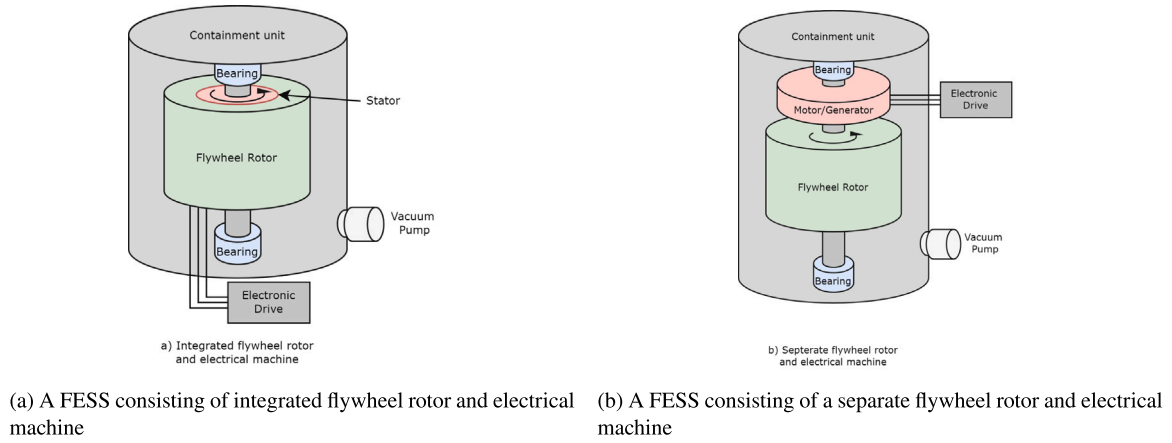 Containment unit
Bearing
Stator
Flywheel Rotor
Vacuum
Pump
Bearing
Electronic
Drive
a) Integrated flywheel rotor
and electrical machine
(a) A FESS consisting of integrated flywheel rotor and electrical
machine
Containment unit
Bearing
Motor/Generator
Electronic
Drive
Flywheel Rotor
Vacuum
Pump
Bearing
b) Septerate flywheel rotor
and electrical machine
(b) A FESS consisting of a separate flywheel rotor and electrical
machine